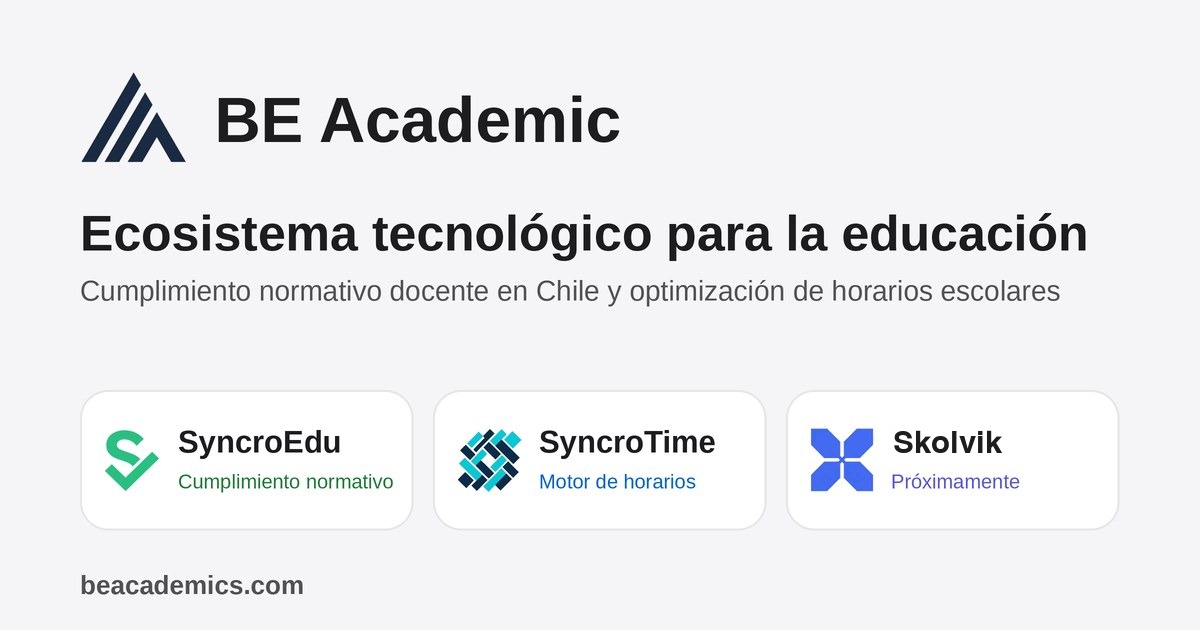 BE Academic
Ecosistema tecnológico para la educación
Cumplimiento normativo docente en Chile y optimización de horarios escolares
SyncroEdu
Cumplimiento normativo
SyncroTime
Motor de horarios
Skolvik
Próximamente
beacademics.com